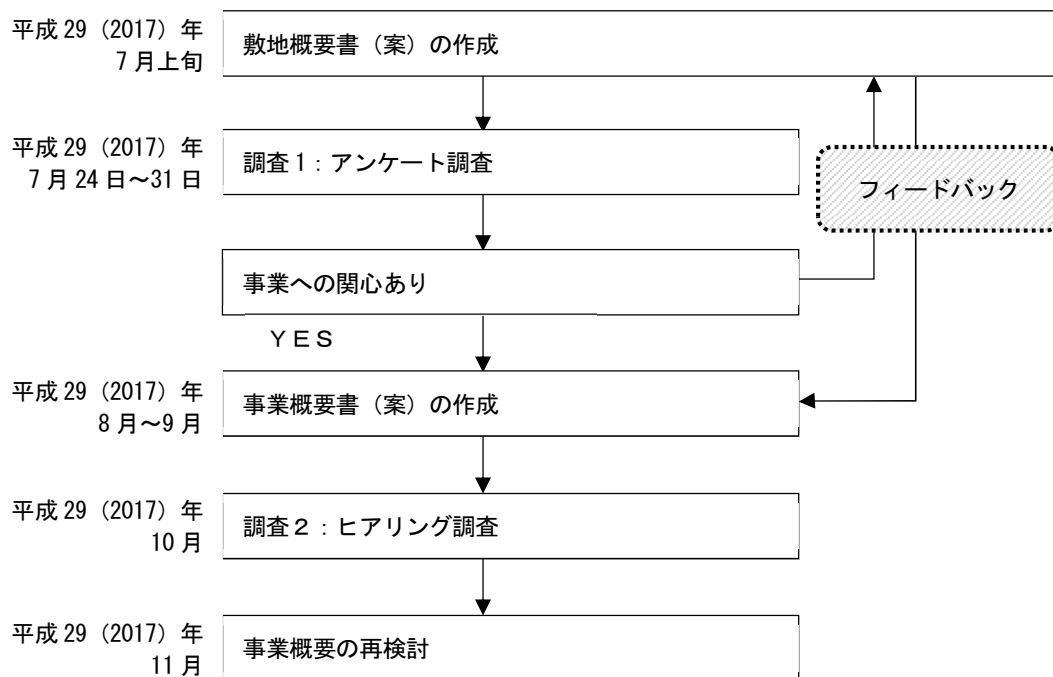 平成 29（2017）年
7 月上旬
敷地概要書（案）の作成
平成 29（2017）年
7 月 24 日～31 日
調査１：アンケート調査
フィードバック
事業への関心あり
ＹＥＳ
平成 29（2017）年
8 月～9 月
事業概要書（案）の作成
平成 29（2017）年
10 月
調査２：ヒアリング調査
平成 29（2017）年
11 月
事業概要の再検討